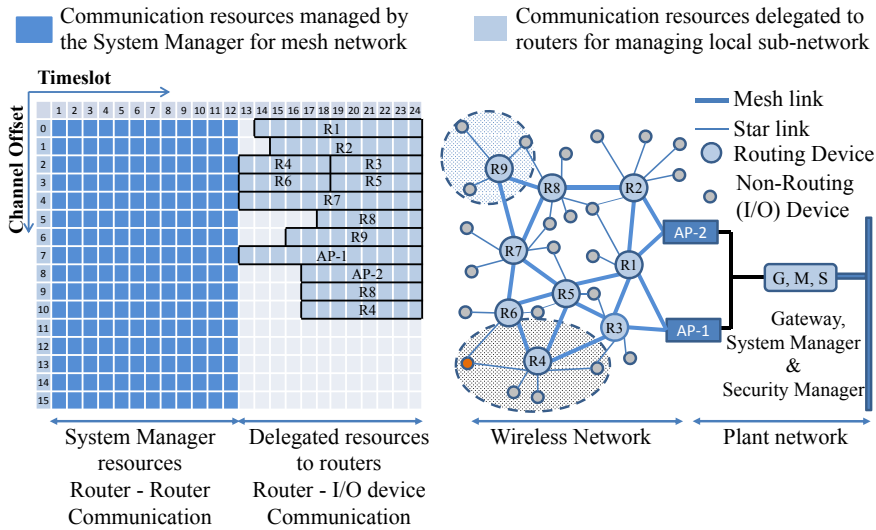 Communication resources managed by
the System Manager for mesh network
Communication resources delegated to
routers for managing local sub-network
Timeslot
1 2 3 4 5 6 7 8 9 10 11 12 13 14 15 16 17 18 19 20 21 22 23 24
Channel Offset
0 R1
1 R2
2 R4 R3
3 R6 R5
4 R7
5 R8
6 R9
7 AP-1
8 AP-2
9 R8
10 R4
11
12
13
14
15
System Manager
resources
Router - Router
Communication
Delegated resources
to routers
Router - I/O device
Communication
Mesh link
Star link
Routing Device
Non-Routing
(I/O) Device
R9
R8
R2
AP-2
R7
R1
G, M, S
R5
R6
R3
AP-1
R4
Gateway,
System Manager
&
Security Manager
Wireless Network
Plant network